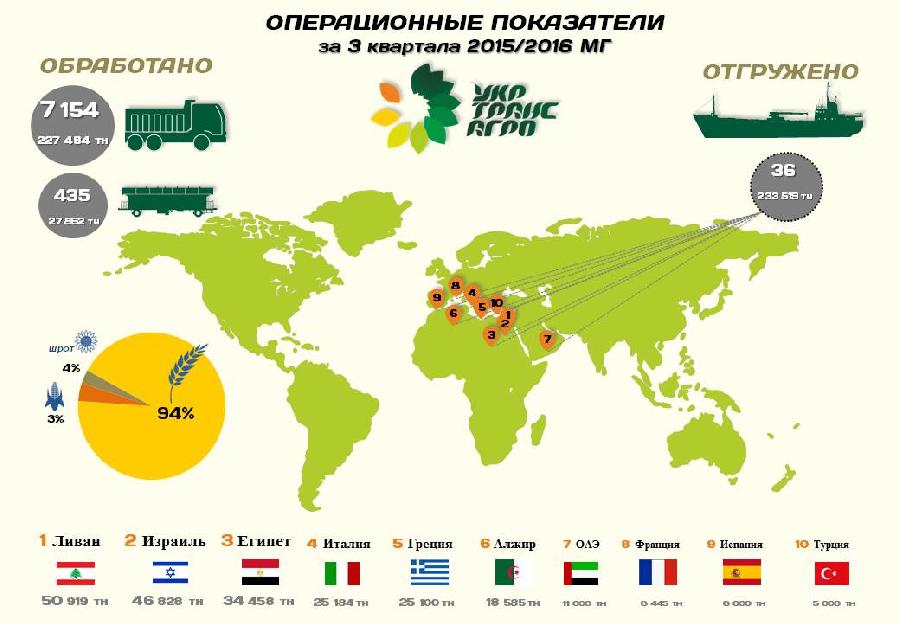 ОПЕРАЦИОННЫЕ ПОКАЗАТЕЛИ
за 3 квартала 2015/2016 МГ
ОБРАБОТАНО
ОТГРУЖЕНО
УКР
ТРАНС
АГРО
7 154
227 484 тн
435
27 862 тн
36
233 519 тн
8
4
9
5
10
6
1
2
3
7
шрот
4%
3%
94%
1 Ливан
2 Израиль
3 Египет
4 Италия
5 Греция
6 Алжир
7 ОАЭ
8 Франция
9 Испания
10 Турция
50 919 тн
46 828 тн
34 458 тн
25 184 тн
25 100 тн
18 585 тн
11 000 тн
6 445 тн
6 000 тн
5 000 тн